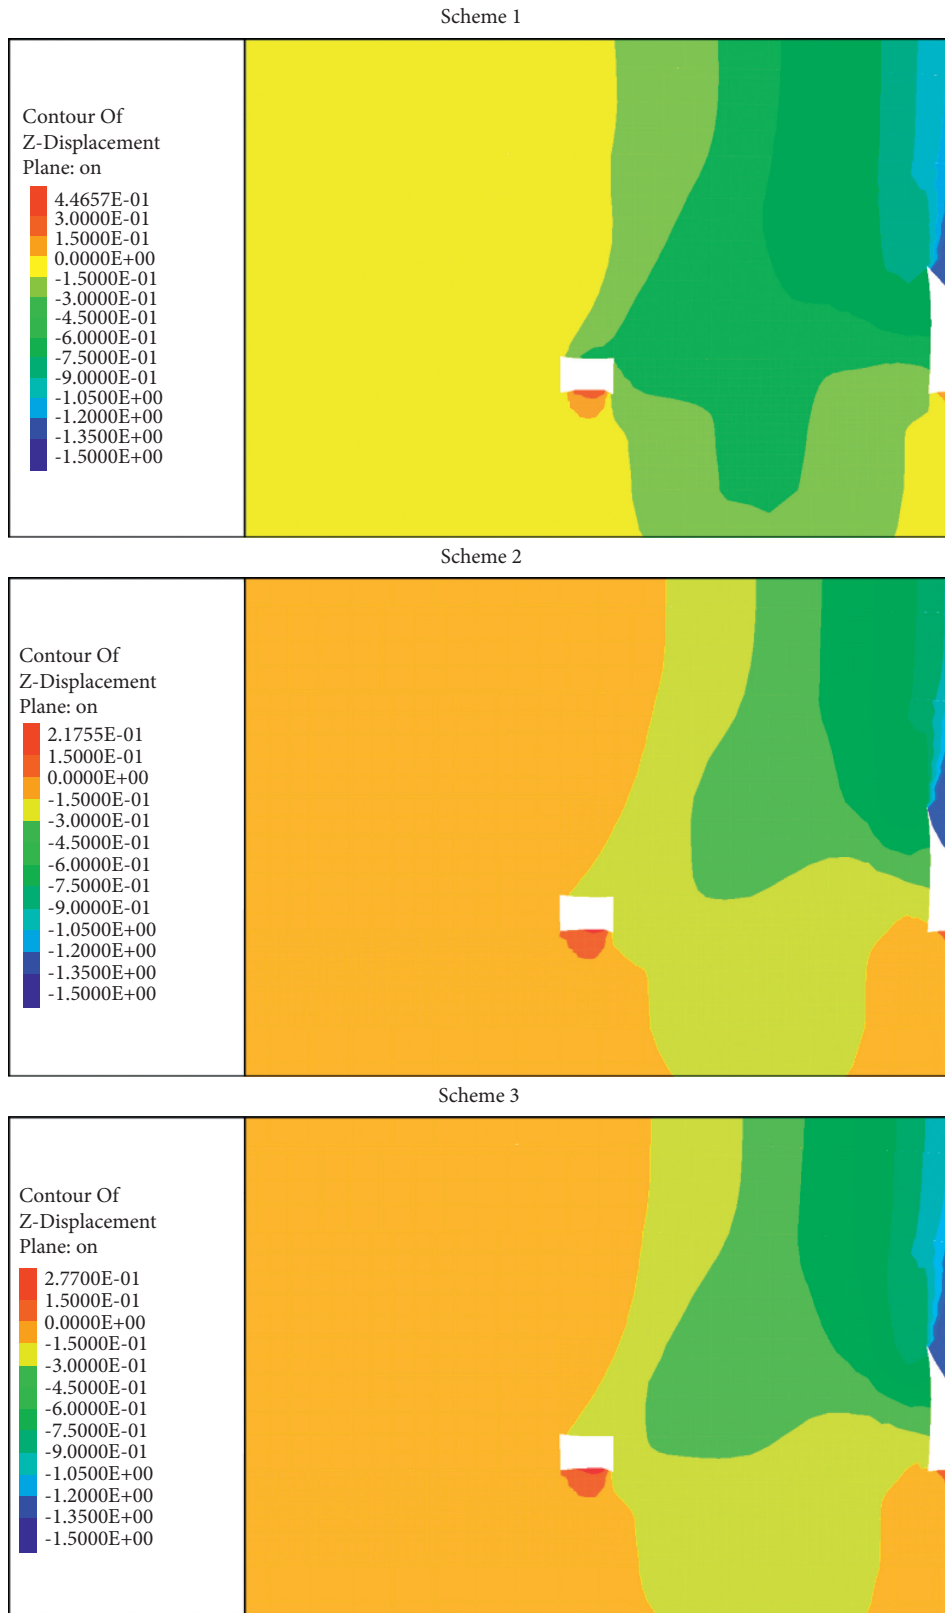 Scheme 1
Contour Of
Z-Displacement
Plane: on
4.4657E-01
3.0000E-01
1.5000E-01
0.0000E+00
-1.5000E-01
-3.0000E-01
-4.5000E-01
-6.0000E-01
-7.5000E-01
-9.0000E-01
-1.0500E+00
-1.2000E+00
-1.3500E+00
-1.5000E+00
Scheme 2
Contour Of
Z-Displacement
Plane: on
2.1755E-01
1.5000E-01
0.0000E+00
-1.5000E-01
-3.0000E-01
-4.5000E-01
-6.0000E-01
-7.5000E-01
-9.0000E-01
-1.0500E+00
-1.2000E+00
-1.3500E+00
-1.5000E+00
Scheme 3
Contour Of
Z-Displacement
Plane: on
2.7700E-01
1.5000E-01
0.0000E+00
-1.5000E-01
-3.0000E-01
-4.5000E-01
-6.0000E-01
-7.5000E-01
-9.0000E-01
-1.0500E+00
-1.2000E+00
-1.3500E+00
-1.5000E+00